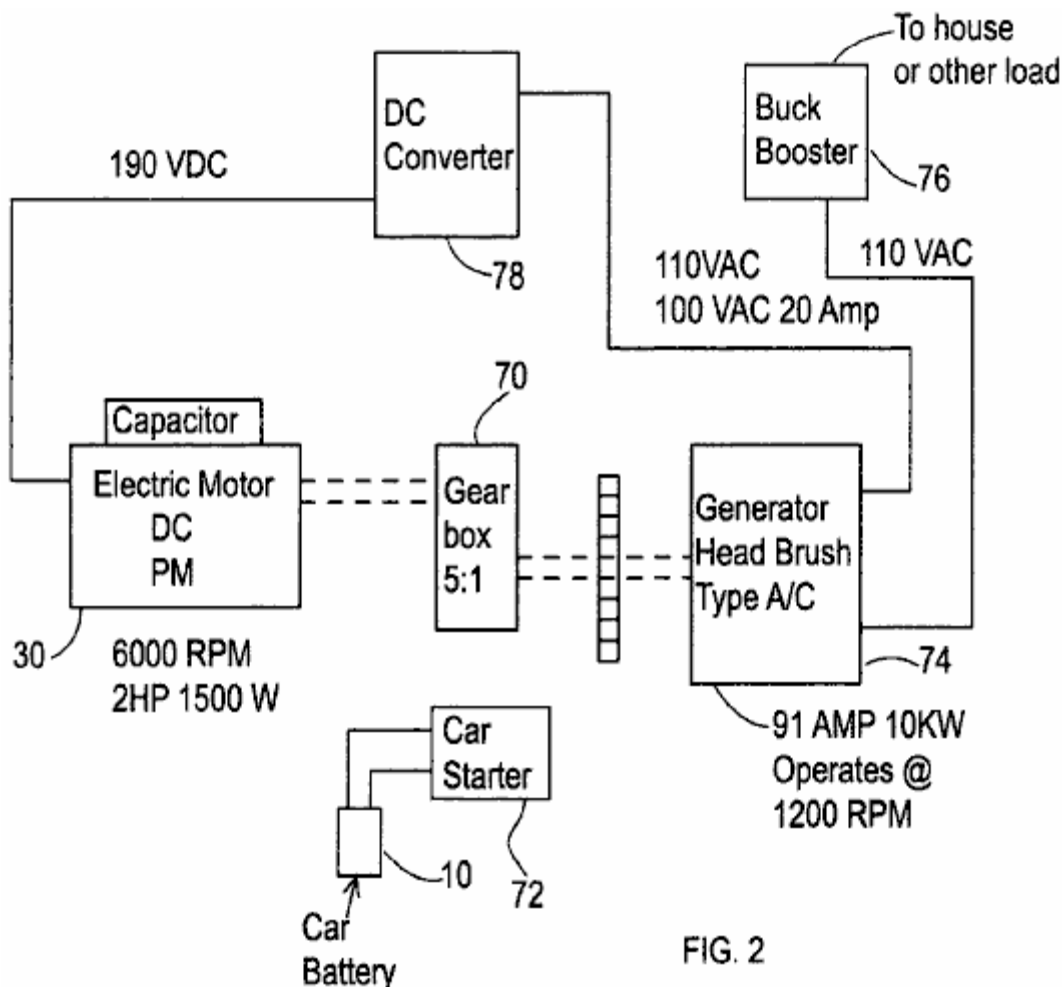 To house
or other load
DC
Converter
Buck
Booster
190 VDC
76
78
110VAC
100 VAC 20 Amp
110 VAC
70
Capacitor
Electric Motor
DC
PM
Gear
box
5:1
Generator
Head Brush
Type A/C
30
6000 RPM
2HP 1500 W
74
Car
Starter
91 AMP 10KW
Operates @
1200 RPM
10
72
Car
Battery
FIG. 2